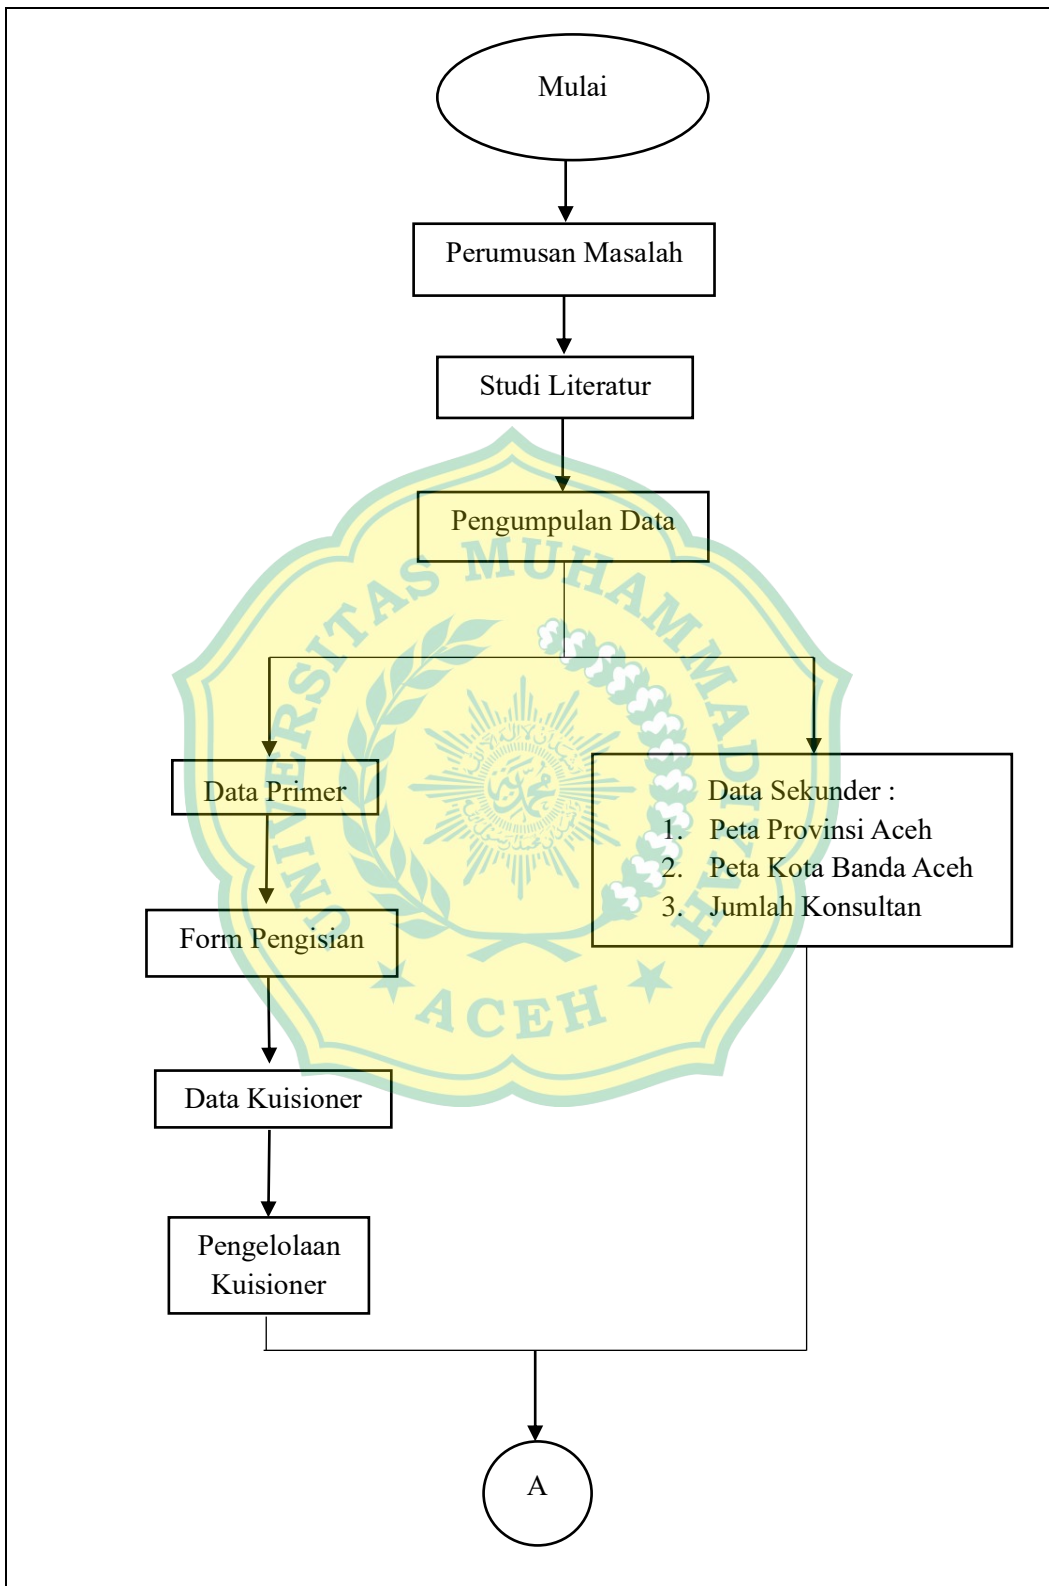 Mulai
Perumusan Masalah
Studi Literatur
Pengumpulan Data
UNIVERSITAS MUHAMMADIYAH
ACEH
Data Primer
Form Pengisian
Data Kuisioner
Pengelolaan
Kuisioner
Data Sekunder :
1. Peta Provinsi Aceh
2. Peta Kota Banda Aceh
3. Jumlah Konsultan
A